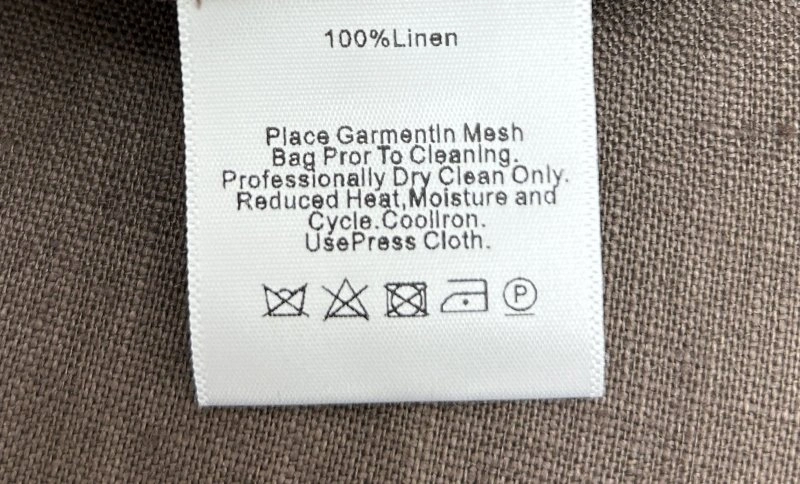 100%Linen
Place GarmentIn Mesh
Bag Pror To CleanIng.
Professionally Dry Clean Only.
Reduced Heat,Moisture and
Cycle.CoolIron.
UsePress Cloth.
P